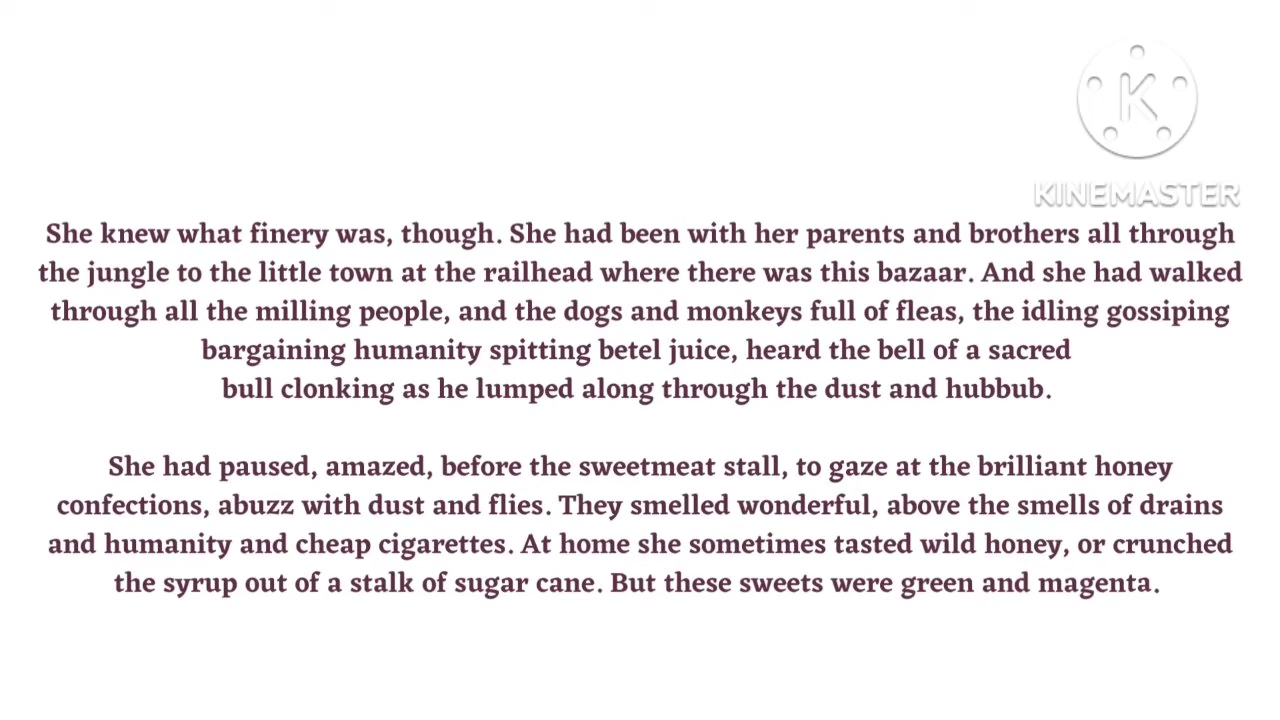 K
KINEMASTER
She knew what finery was, though. She had been with her parents and brothers all through
the jungle to the little town at the railhead where there was this bazaar. And she had walked
through all the milling people, and the dogs and monkeys full of fleas, the idling gossiping
bargaining humanity spitting betel juice, heard the bell of a sacred
bull clonking as he lumped along through the dust and hubbub.
She had paused, amazed, before the sweetmeat stall, to gaze at the brilliant honey
confections, abuzz with dust and flies. They smelled wonderful, above the smells of drains
and humanity and cheap cigarettes. At home she sometimes tasted wild honey, or crunched
the syrup out of a stalk of sugar cane. But these sweets were green and magenta.